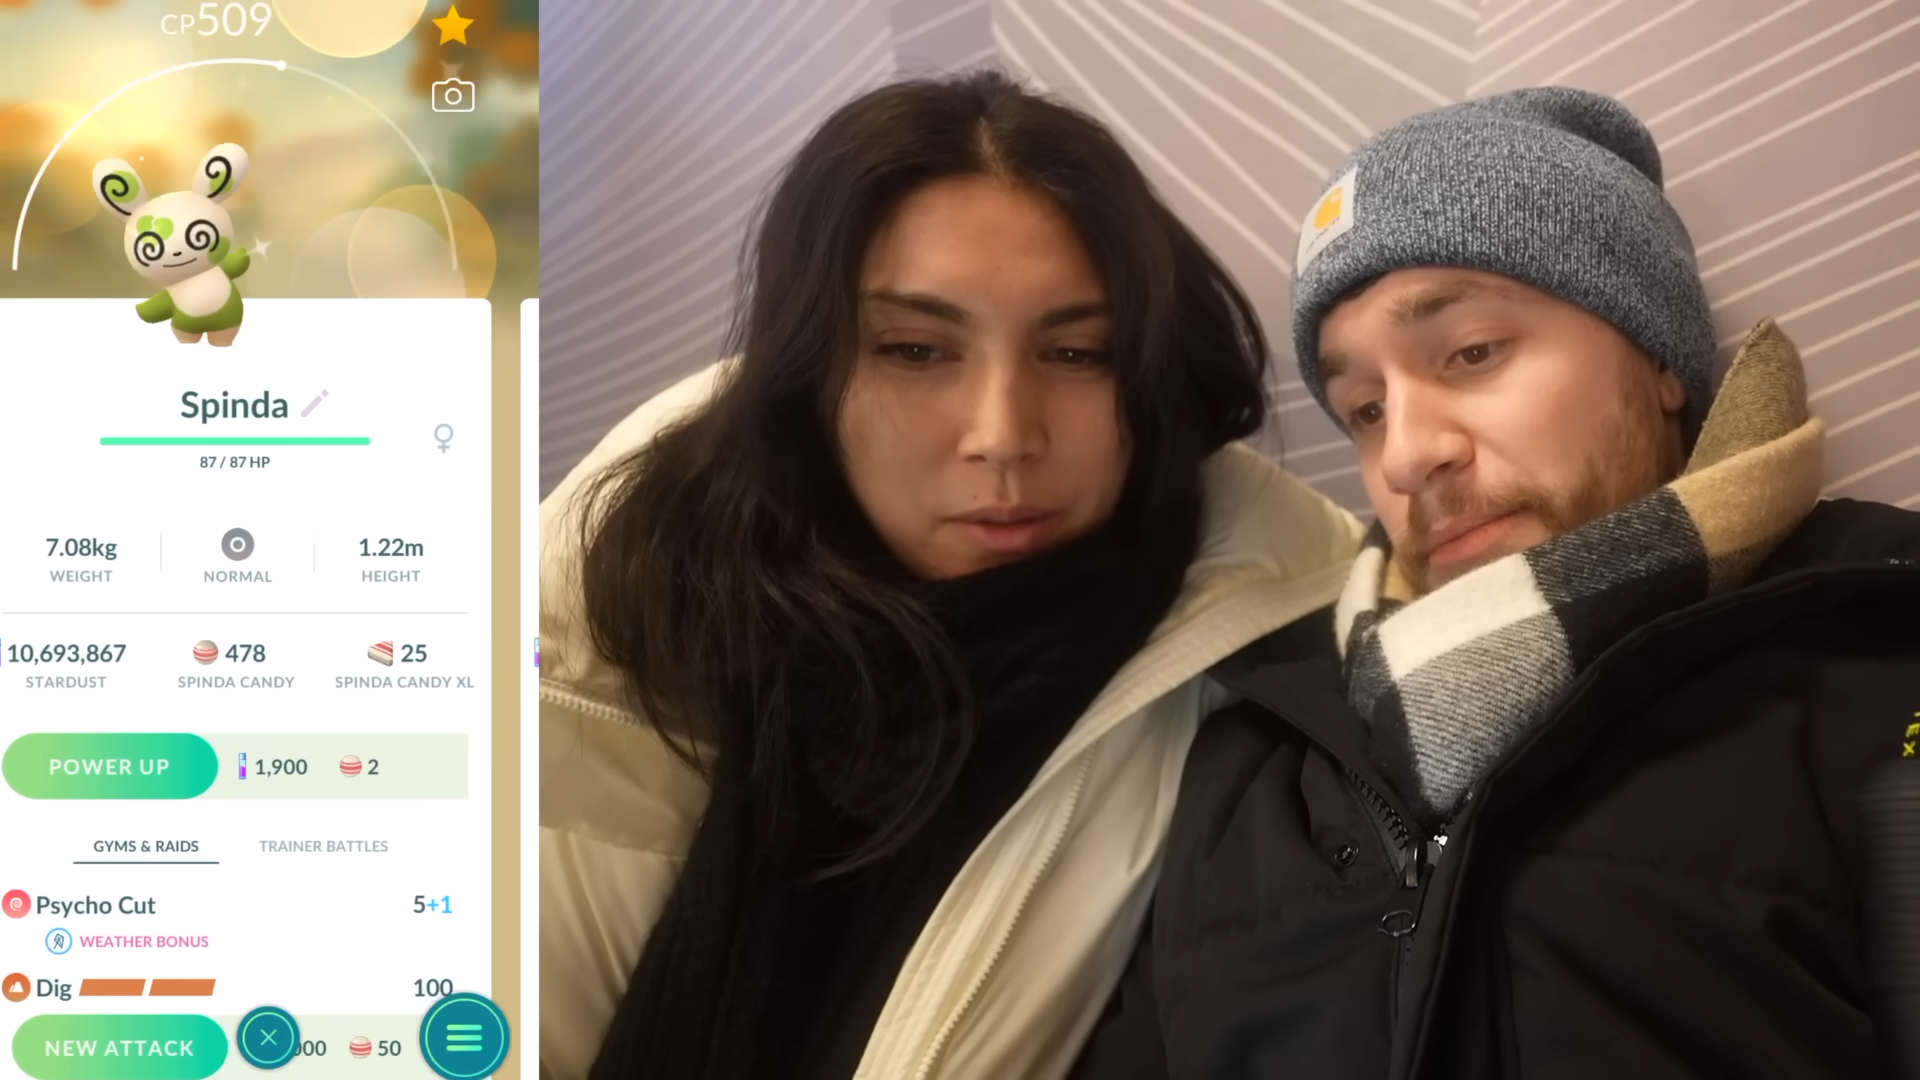 CP509
Spinda
87 / 87 HP
7.08kg
WEIGHT
NORMAL
1.22m
HEIGHT
10,693,867
STARDUST
478
SPINDA CANDY
25
SPINDA CANDY XL
POWER UP
1,900
2
GYMS & RAIDS
TRAINER BATTLES
Psycho Cut
5+1
WEATHER BONUS
Dig
100
NEW ATTACK
50